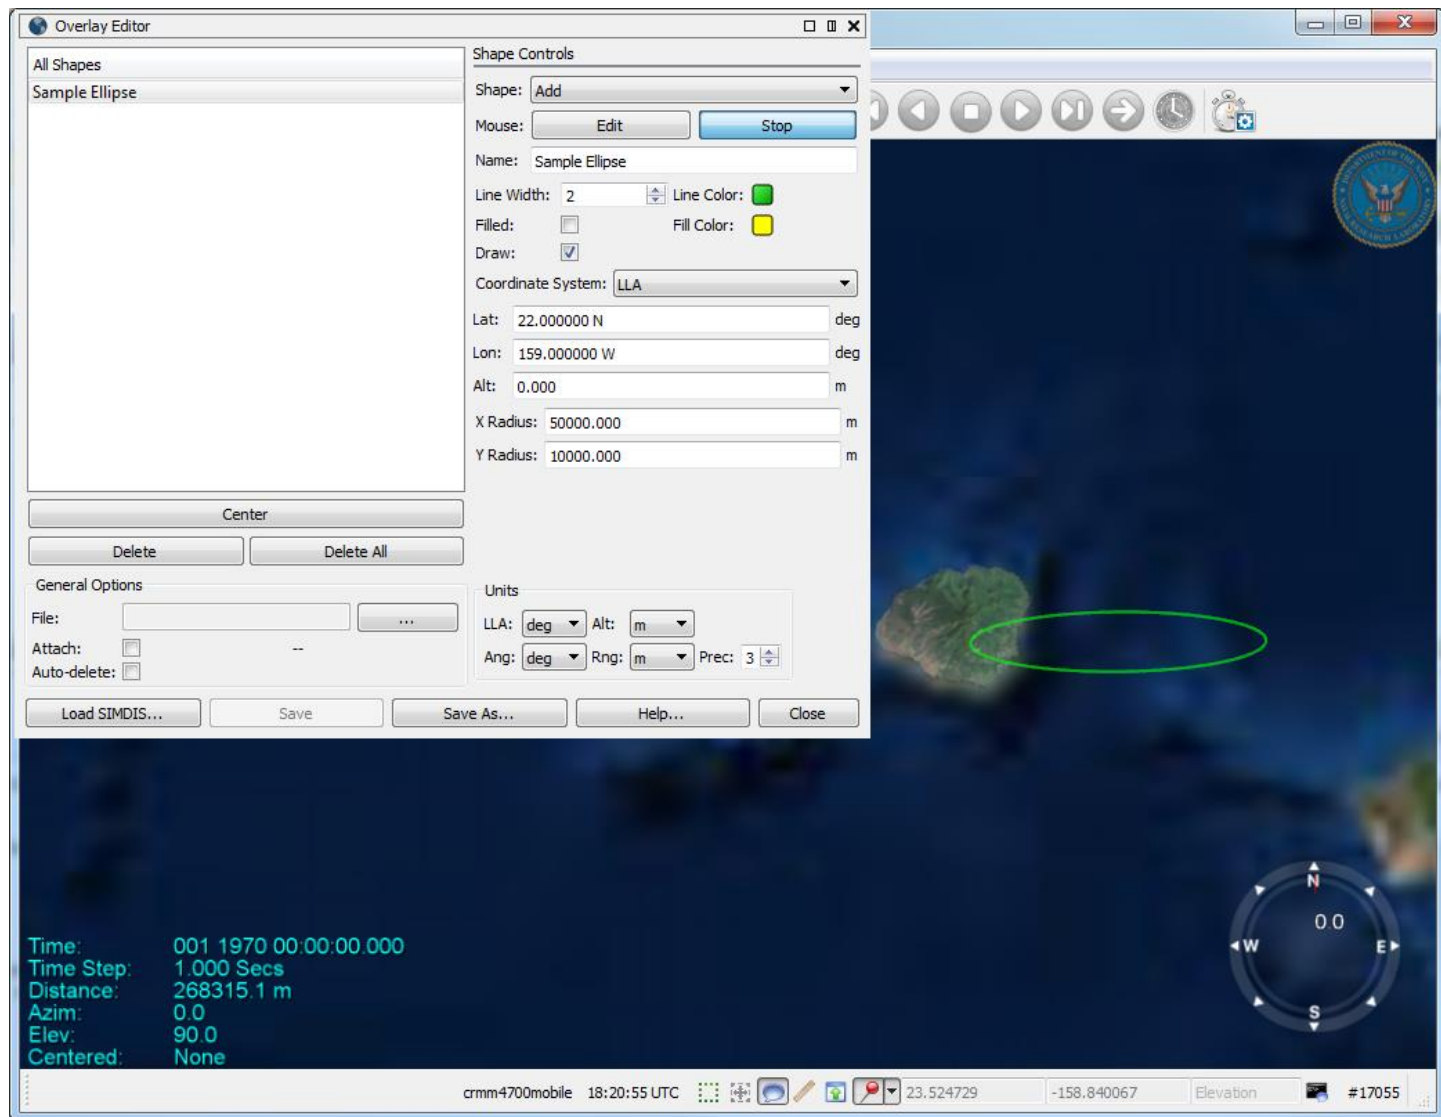 Overlay Editor
All Shapes
Sample Ellipse
Shape Controls
Shape: Add
Mouse: Edit Stop
Name: Sample Ellipse
Line Width: 2 Line Color:
Filled: Fill Color:
Draw:
Coordinate System: LLA
Lat: 22.000000 N deg
Lon: 159.000000 W deg
Alt: 0.000 m
X Radius: 50000.000 m
Y Radius: 10000.000 m
Center
Delete Delete All
General Options
File: ...
Attach: --
Auto-delete:
Units
LLA: deg Alt: m
Ang: deg Rng: m Prec: 3
Load SIMDIS... Save Save As... Help... Close
N
0.0
W E
S
Time: 001 1970 00:00:00.000
Time Step: 1.000 Secs
Distance: 268315.1 m
Azim: 0.0
Elev: 90.0
Centered: None
crmm4700mobile 18:20:55 UTC 23.524729 -158.840067 Elevation #17055